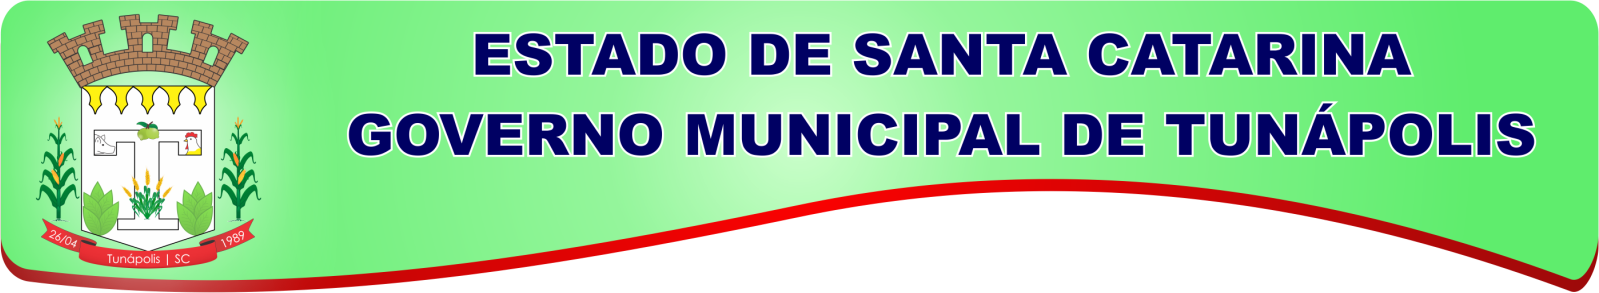 ESTADO DE SANTA CATARINA
GOVERNO MUNICIPAL DE TUNÁPOLIS
26/04
Tunápolis | SC
1989